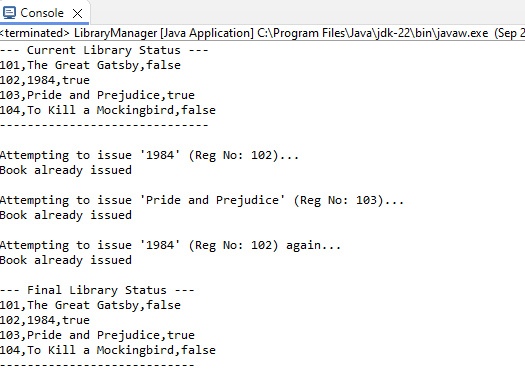 Console
<terminated> LibraryManager [Java Application] C:\Program Files\Java\jdk-22\bin\javaw.exe (Sep 2
--- Current Library Status ---
101,The Great Gatsby,false
102,1984,true
103,Pride and Prejudice,true
104,To Kill a Mockingbird,false
------------------------------
Attempting to issue '1984' (Reg No: 102)...
Book already issued
Attempting to issue 'Pride and Prejudice' (Reg No: 103)...
Book already issued
Attempting to issue '1984' (Reg No: 102) again...
Book already issued
--- Final Library Status ---
101,The Great Gatsby,false
102,1984,true
103,Pride and Prejudice,true
104,To Kill a Mockingbird,false
----------------------------